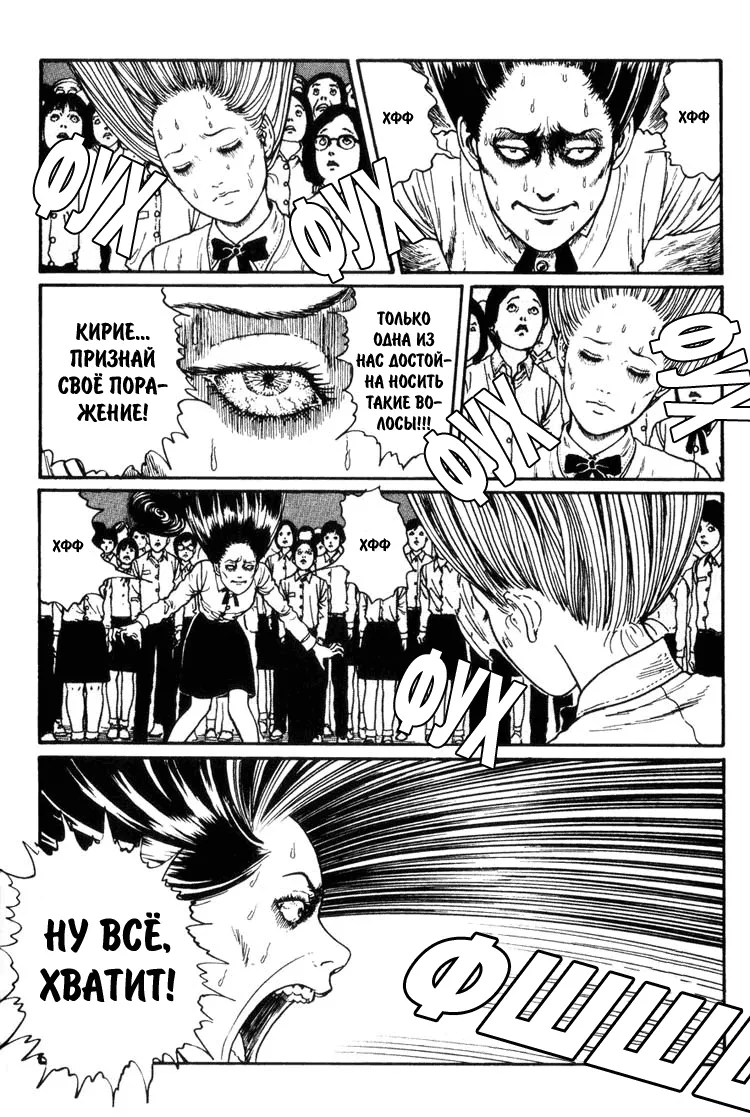 ХФФ
ХФФ
ФУХ
ФУХ
ФУХ
ФУХ
ТОЛЬКО
ОДНА ИЗ
НАС ДОСТОЙ-
НА НОСИТЬ
ТАКИЕ ВО-
ЛОСЫ!!!
КИРИЕ...
ПРИЗНАЙ
СВОЁ ПОРА-
ЖЕНИЕ!
ФУХ
ХФФ
ХФФ
ФШШШ
НУ ВСЁ,
ХВАТИТ!